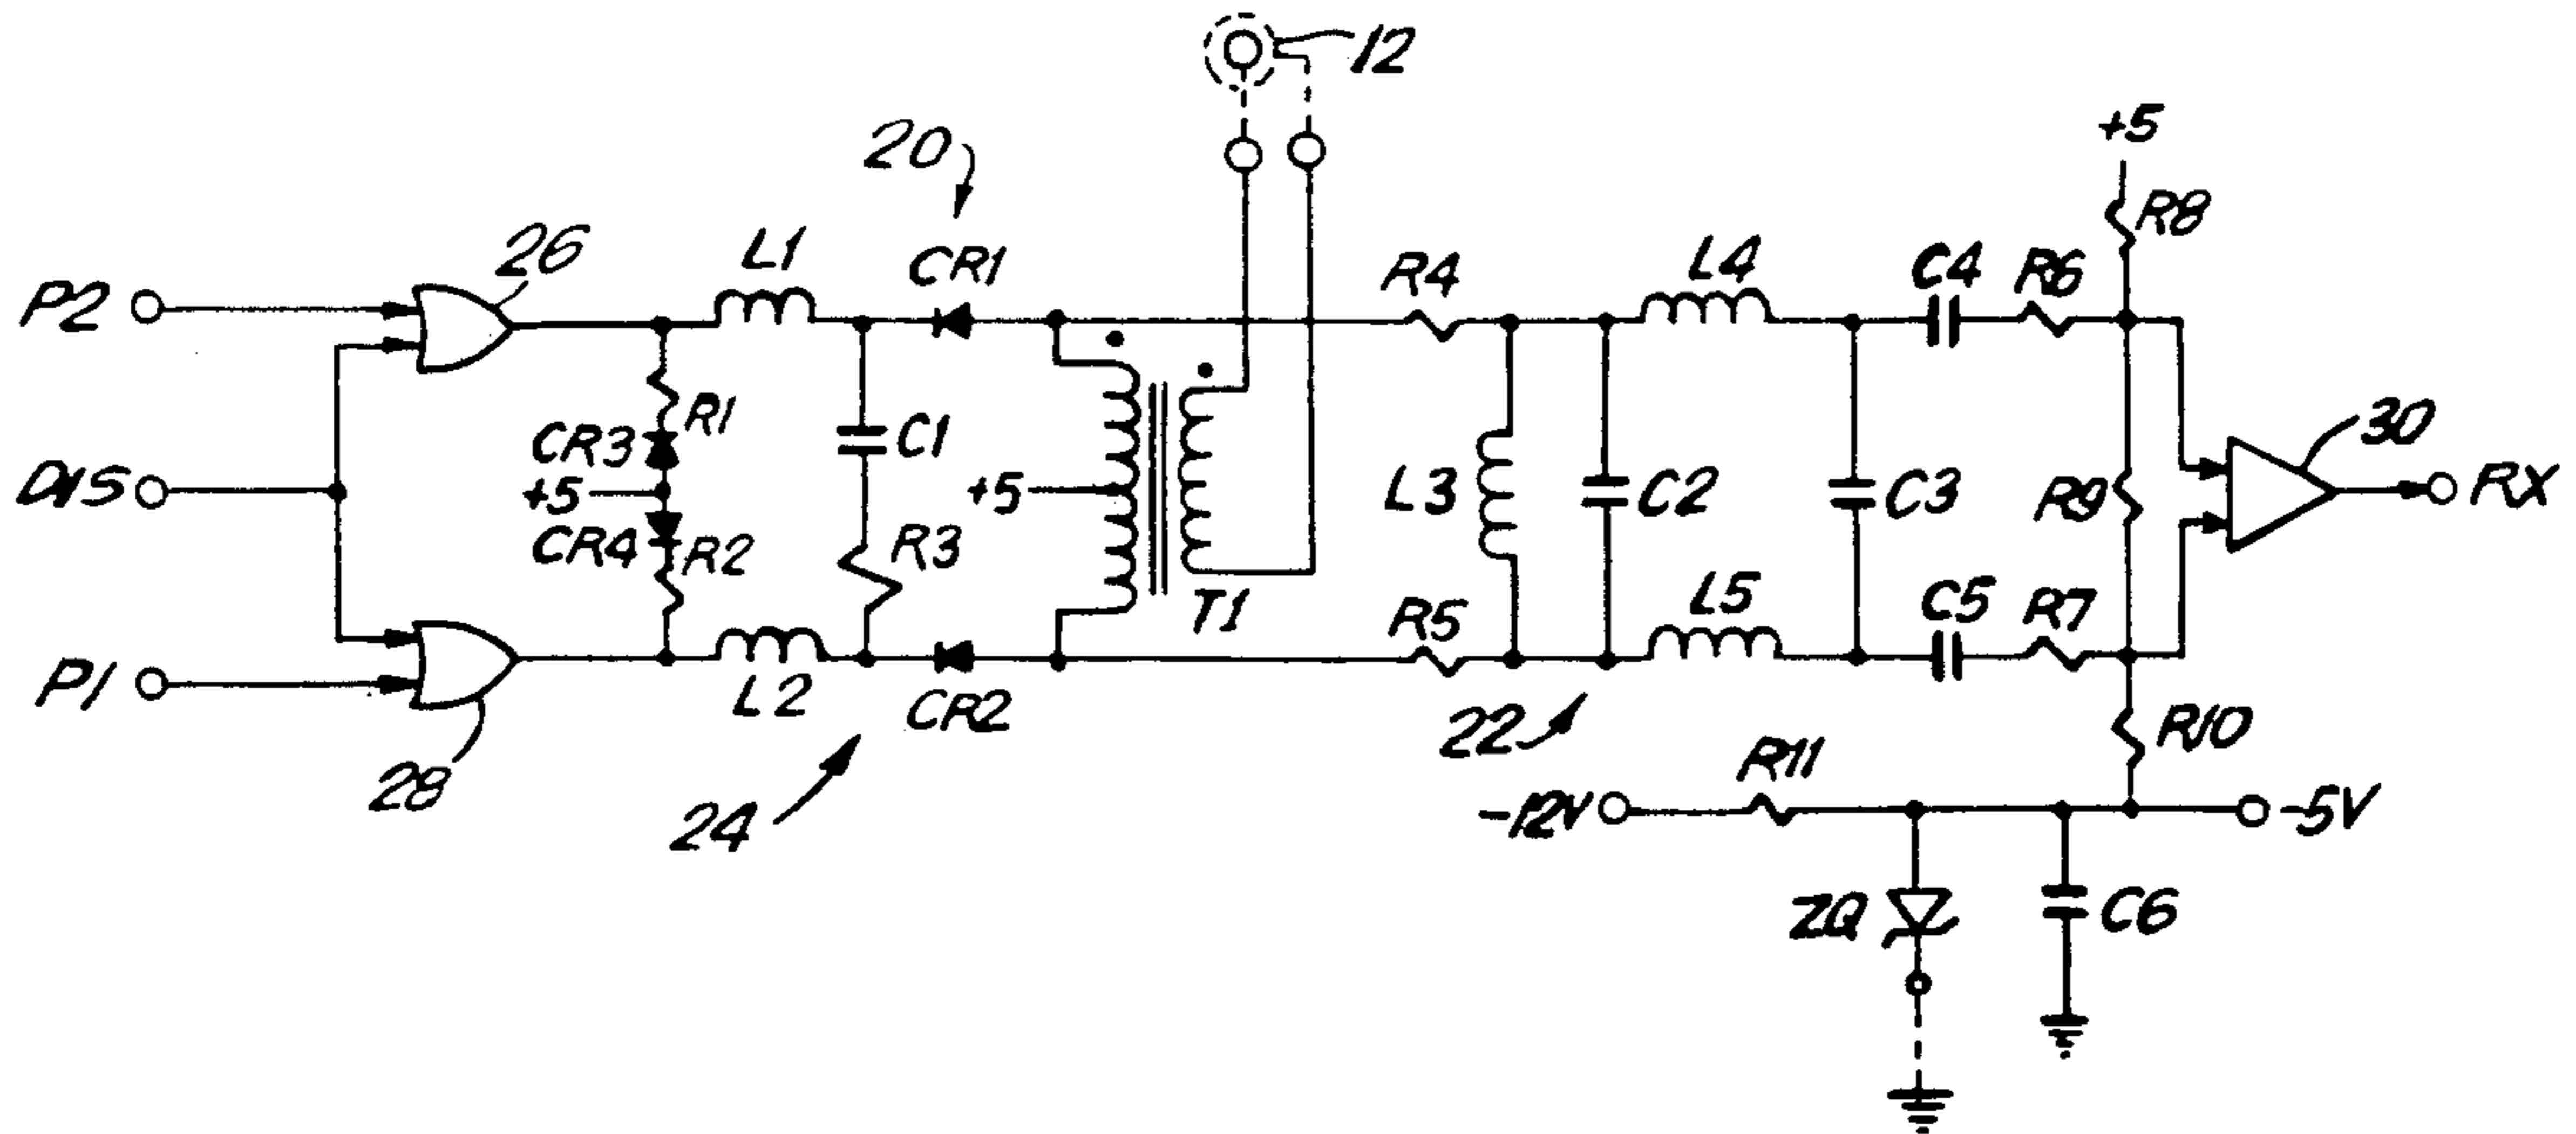 12
+5
20
R8
26
L1
CR1
R4
L4
C4
R6
P2
R1
CR3
C1
30
DIS
+5
+5
L3
C2
C3
R9
RX
CR4
R2
R3
T1
R5
L5
C5
R7
P1
L2
CR2
22
R10
28
24
R11
-12V
-5V
ZQ
C6